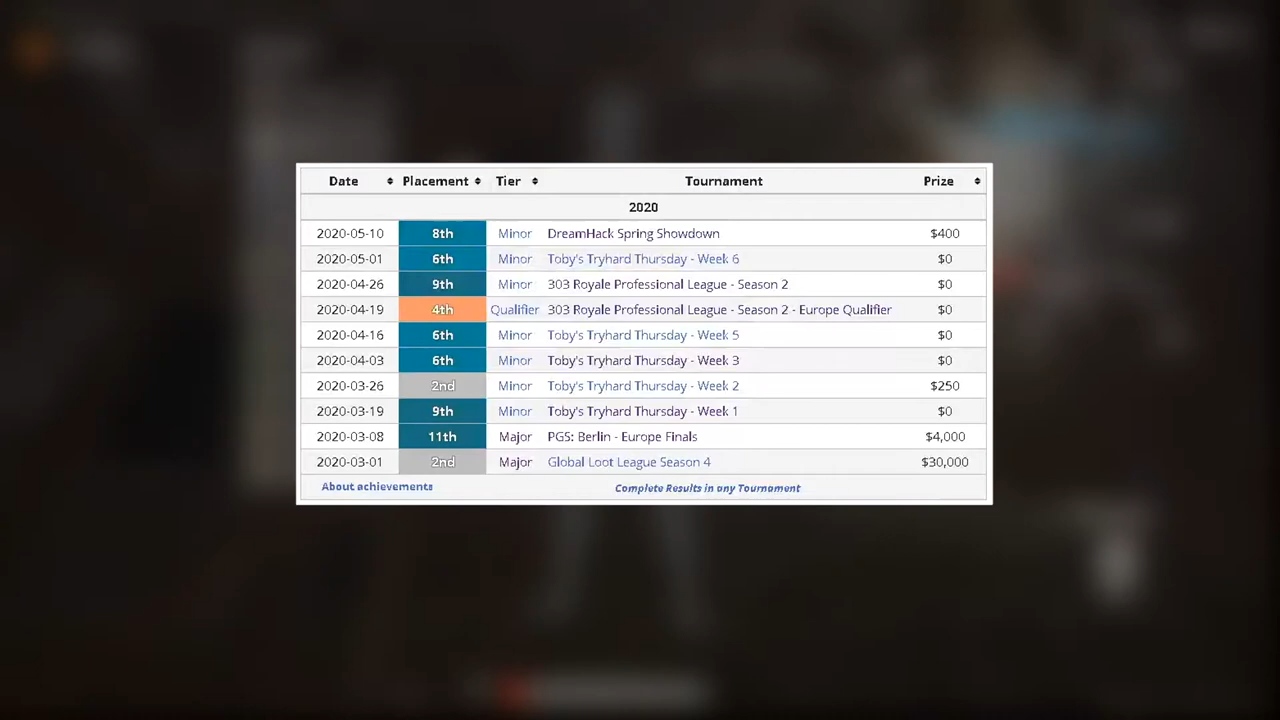 Date Placement Tier Tournament Prize
2020
2020-05-10 8th Minor DreamHack Spring Showdown $400
2020-05-01 6th Minor Toby's Tryhard Thursday - Week 6 $0
2020-04-26 9th Minor 303 Royale Professional League - Season 2 $0
2020-04-19 4th Qualifier 303 Royale Professional League - Season 2 - Europe Qualifier $0
2020-04-16 6th Minor Toby's Tryhard Thursday - Week 5 $0
2020-04-03 6th Minor Toby's Tryhard Thursday - Week 3 $0
2020-03-26 2nd Minor Toby's Tryhard Thursday - Week 2 $250
2020-03-19 9th Minor Toby's Tryhard Thursday - Week 1 $0
2020-03-08 11th Major PGS: Berlin - Europe Finals $4,000
2020-03-01 2nd Major Global Loot League Season 4 $30,000
About achievements Complete Results in any Tournament